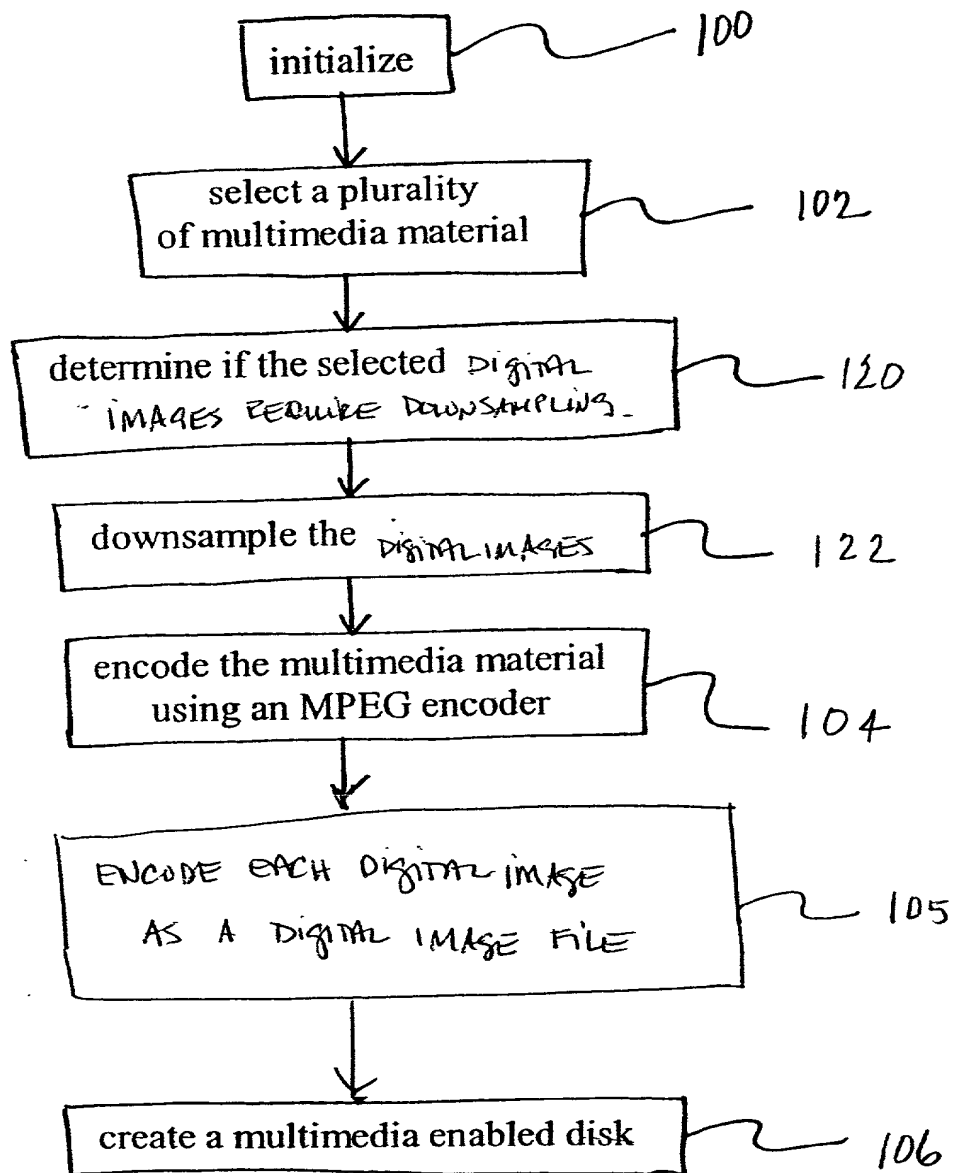 initialize
100
select a plurality
of multimedia material
102
determine if the selected DIGITAL
IMAGES REQUIRE DOWNSAMPLING.
120
downsample the DIGITAL IMAGES
122
encode the multimedia material
using an MPEG encoder
104
ENCODE EACH DIGITAL IMAGE
AS A DIGITAL IMAGE FILE
105
create a multimedia enabled disk
106